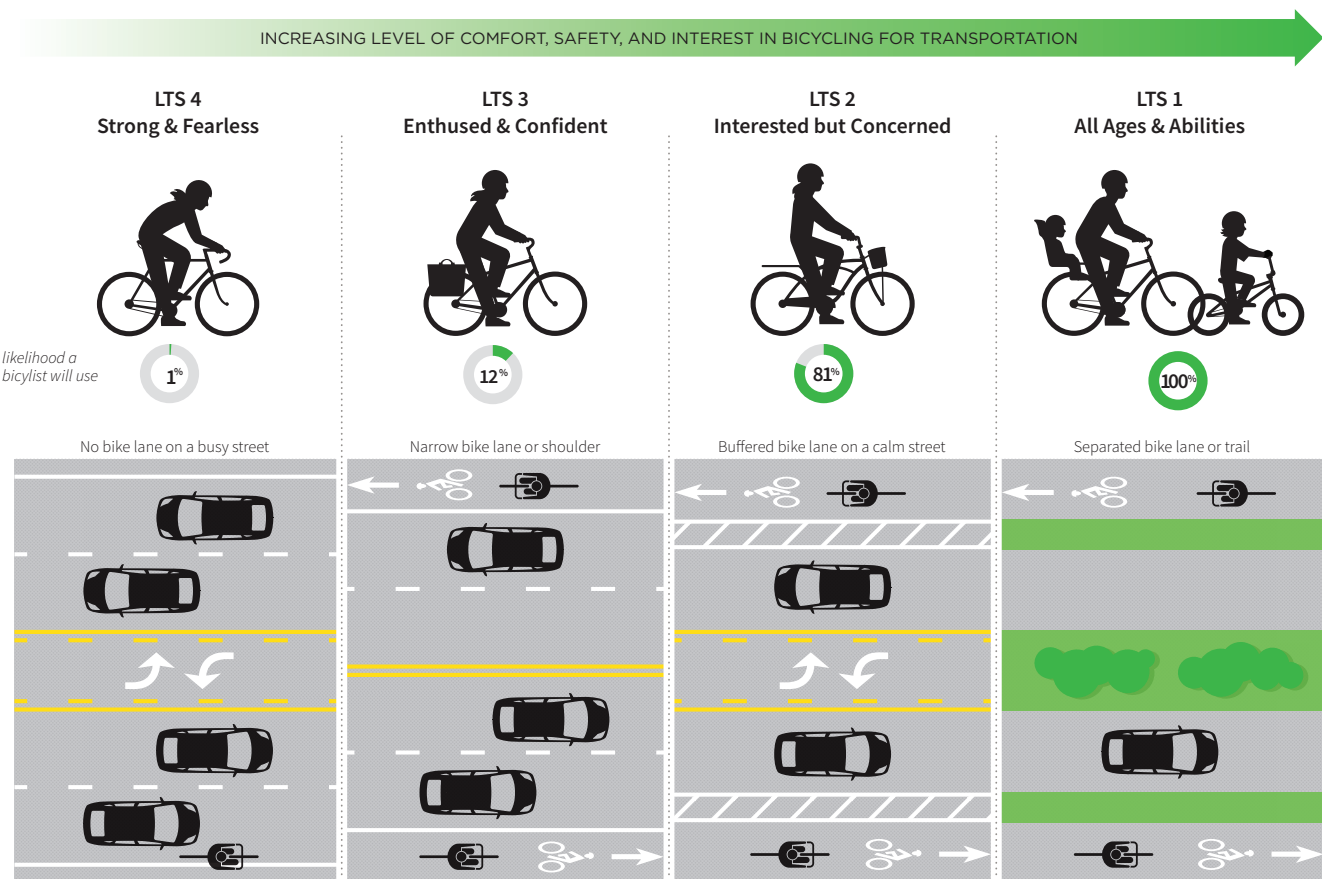 INCREASING LEVEL OF COMFORT, SAFETY, AND INTEREST IN BICYCLING FOR TRANSPORTATION
LTS 4
Strong & Fearless
LTS 3
Enthused & Confident
LTS 2
Interested but Concerned
LTS 1
All Ages & Abilities
likelihood a
bicylist will use
1%
12%
81%
100%
No bike lane on a busy street
Narrow bike lane or shoulder
Buffered bike lane on a calm street
Separated bike lane or trail